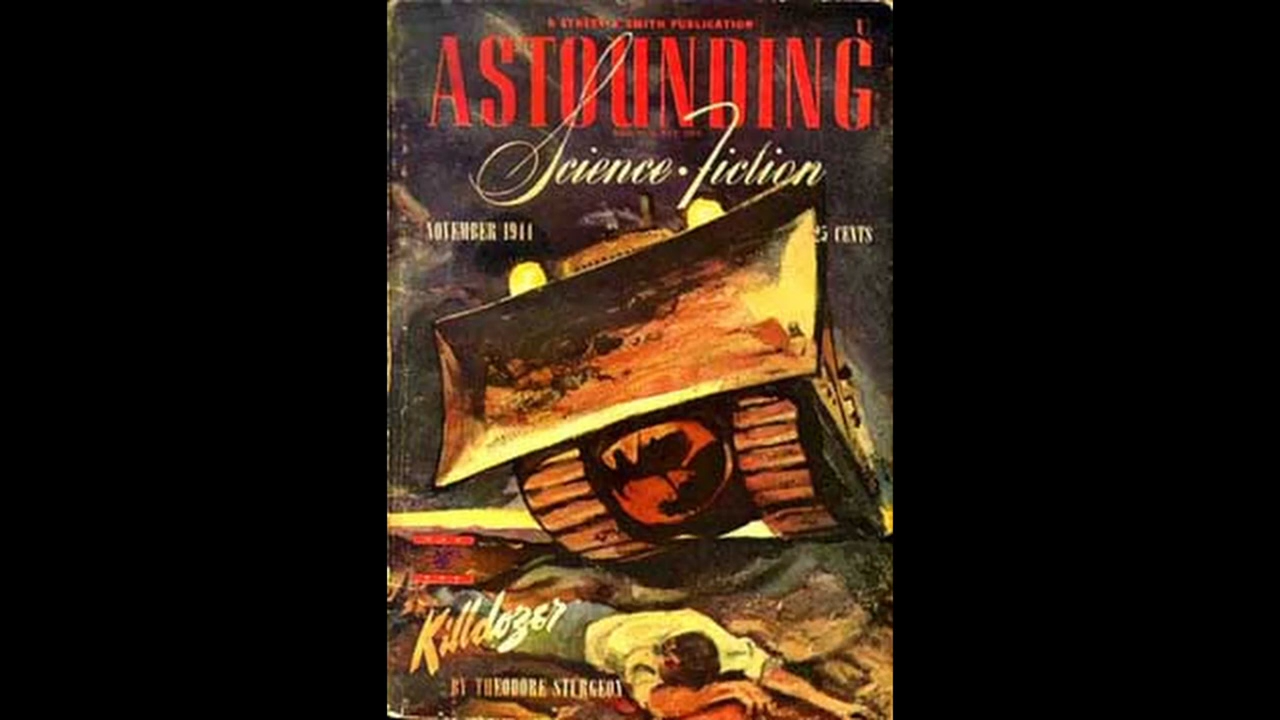 A STREET & SMITH PUBLICATION
ASTOUNDING
Science·Fiction
NOVEMBER 1944
25 CENTS
Killdozer
BY THEODORE STURGEON